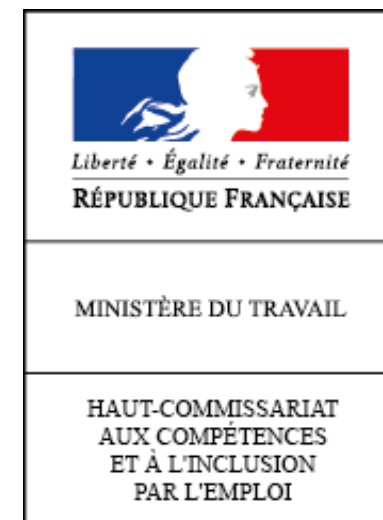 Liberté • Égalité • Fraternité
RÉPUBLIQUE FRANÇAISE
MINISTÈRE DU TRAVAIL
HAUT-COMMISSARIAT
AUX COMPÉTENCES
ET À L'INCLUSION
PAR L'EMPLOI